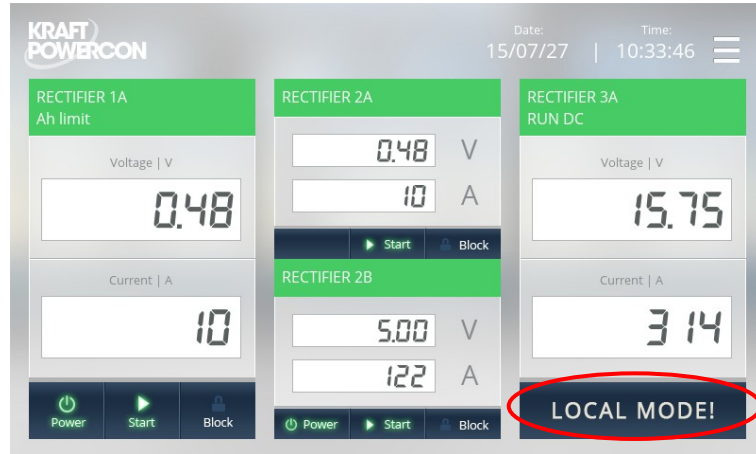 KRAFT
POWERCON
Date: Time:
15/07/27 | 10:33:46
RECTIFIER 1A
Ah limit
Voltage | V
0.48
Current | A
10
Power Start Block
RECTIFIER 2A
0.48 V
10 A
Start Block
RECTIFIER 2B
5.00 V
122 A
Power Start Block
RECTIFIER 3A
RUN DC
Voltage | V
15.75
Current | A
314
LOCAL MODE!